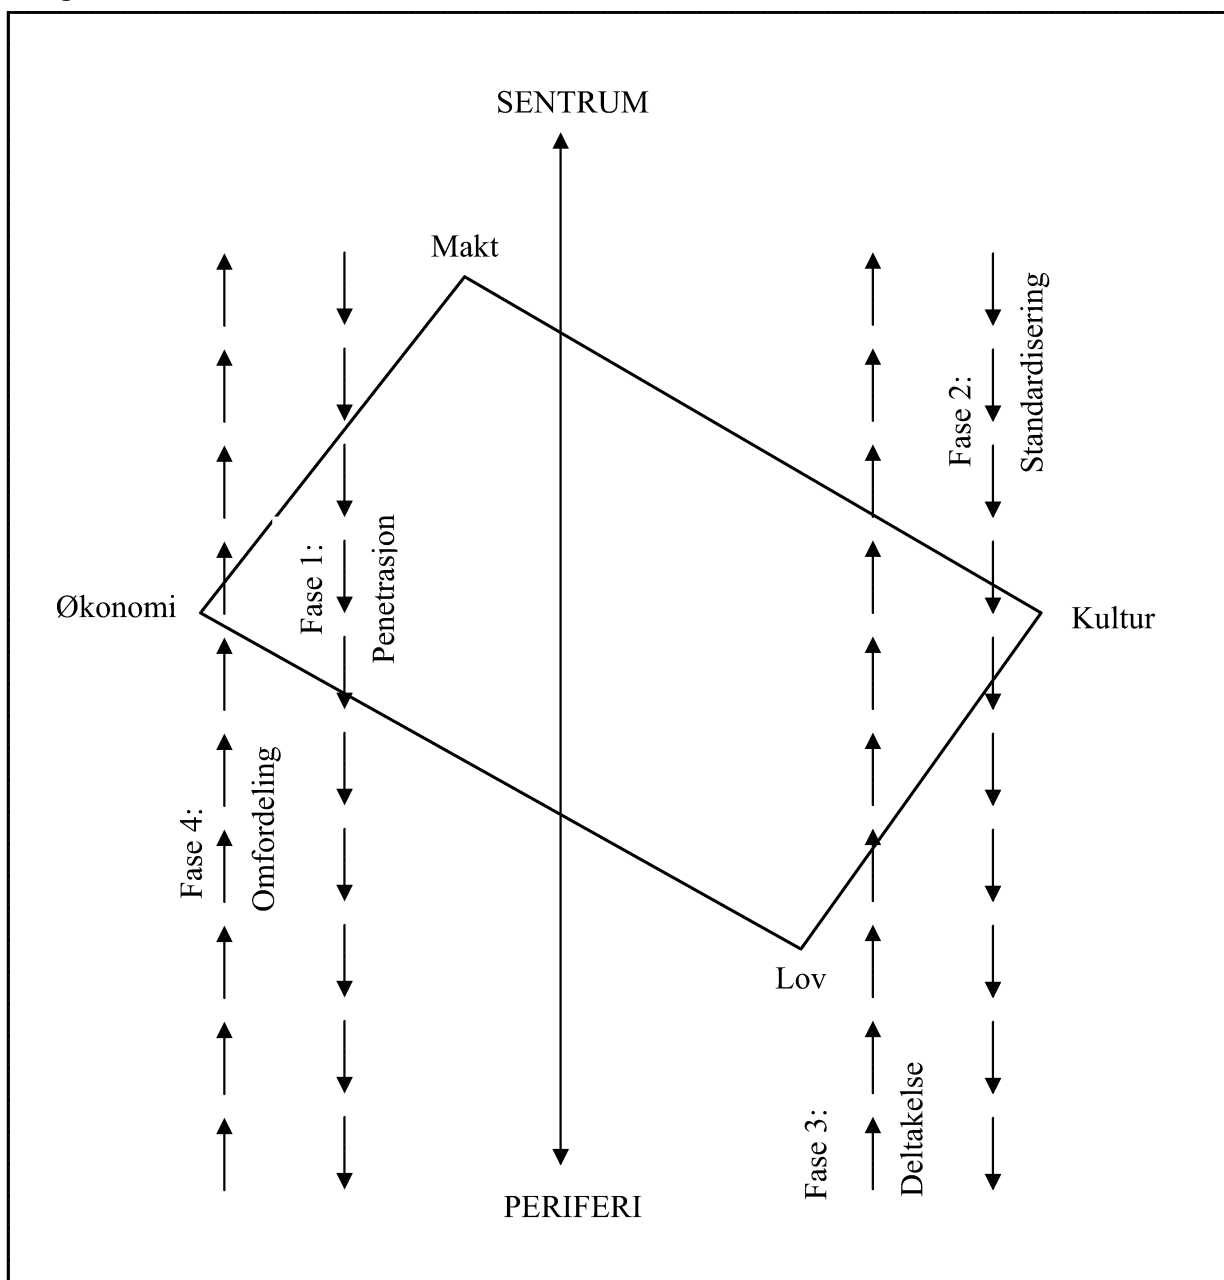 SENTRUM
Makt
Fase 2:
Standardisering
Fase 1:
Penetrasjon
Økonomi
Kultur
Fase 4:
Omfordeling
Lov
Fase 3:
Deltakelse
PERIFERI